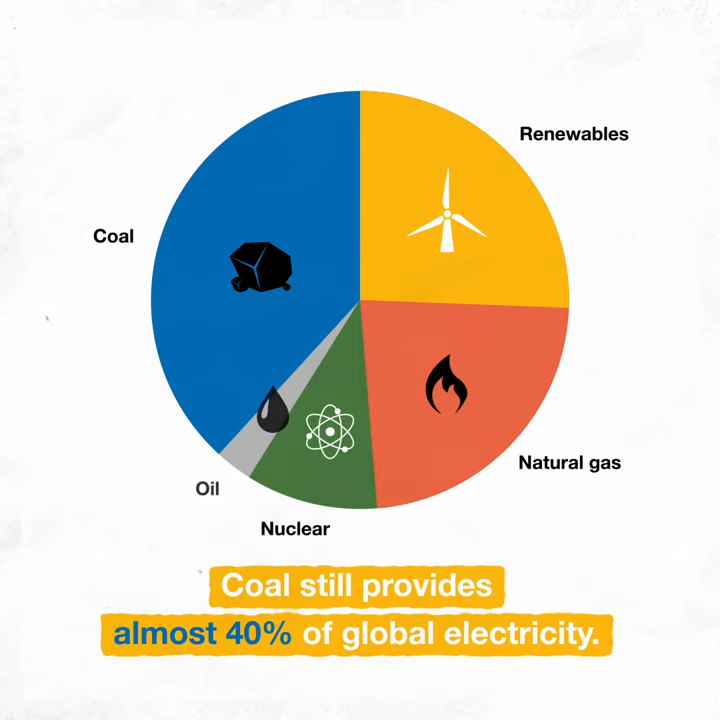 Renewables
Coal
Natural gas
Oil
Nuclear
Coal still provides
almost 40% of global electricity.